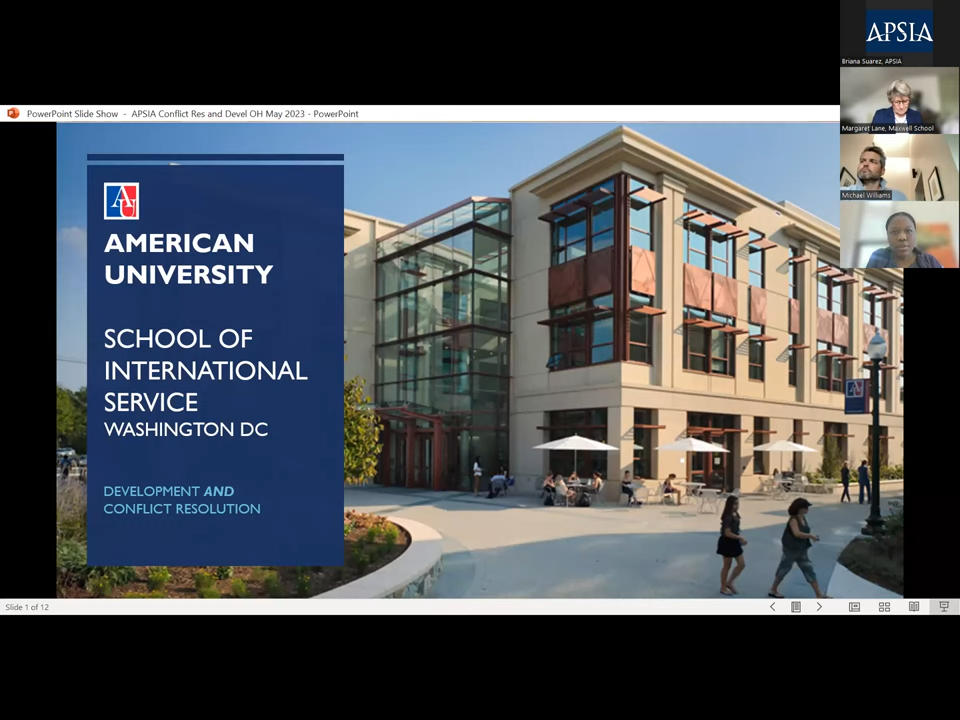 APSIA
Briana Suarez, APSIA
PowerPoint Slide Show - APSIA Conflict Res and Devel OH May 2023 - PowerPoint
Margaret Lane, Maxwell School
Michael Williams
AU
AMERICAN
UNIVERSITY
SCHOOL OF
INTERNATIONAL
SERVICE
WASHINGTON DC
DEVELOPMENT AND
CONFLICT RESOLUTION
AU
Slide 1 of 12